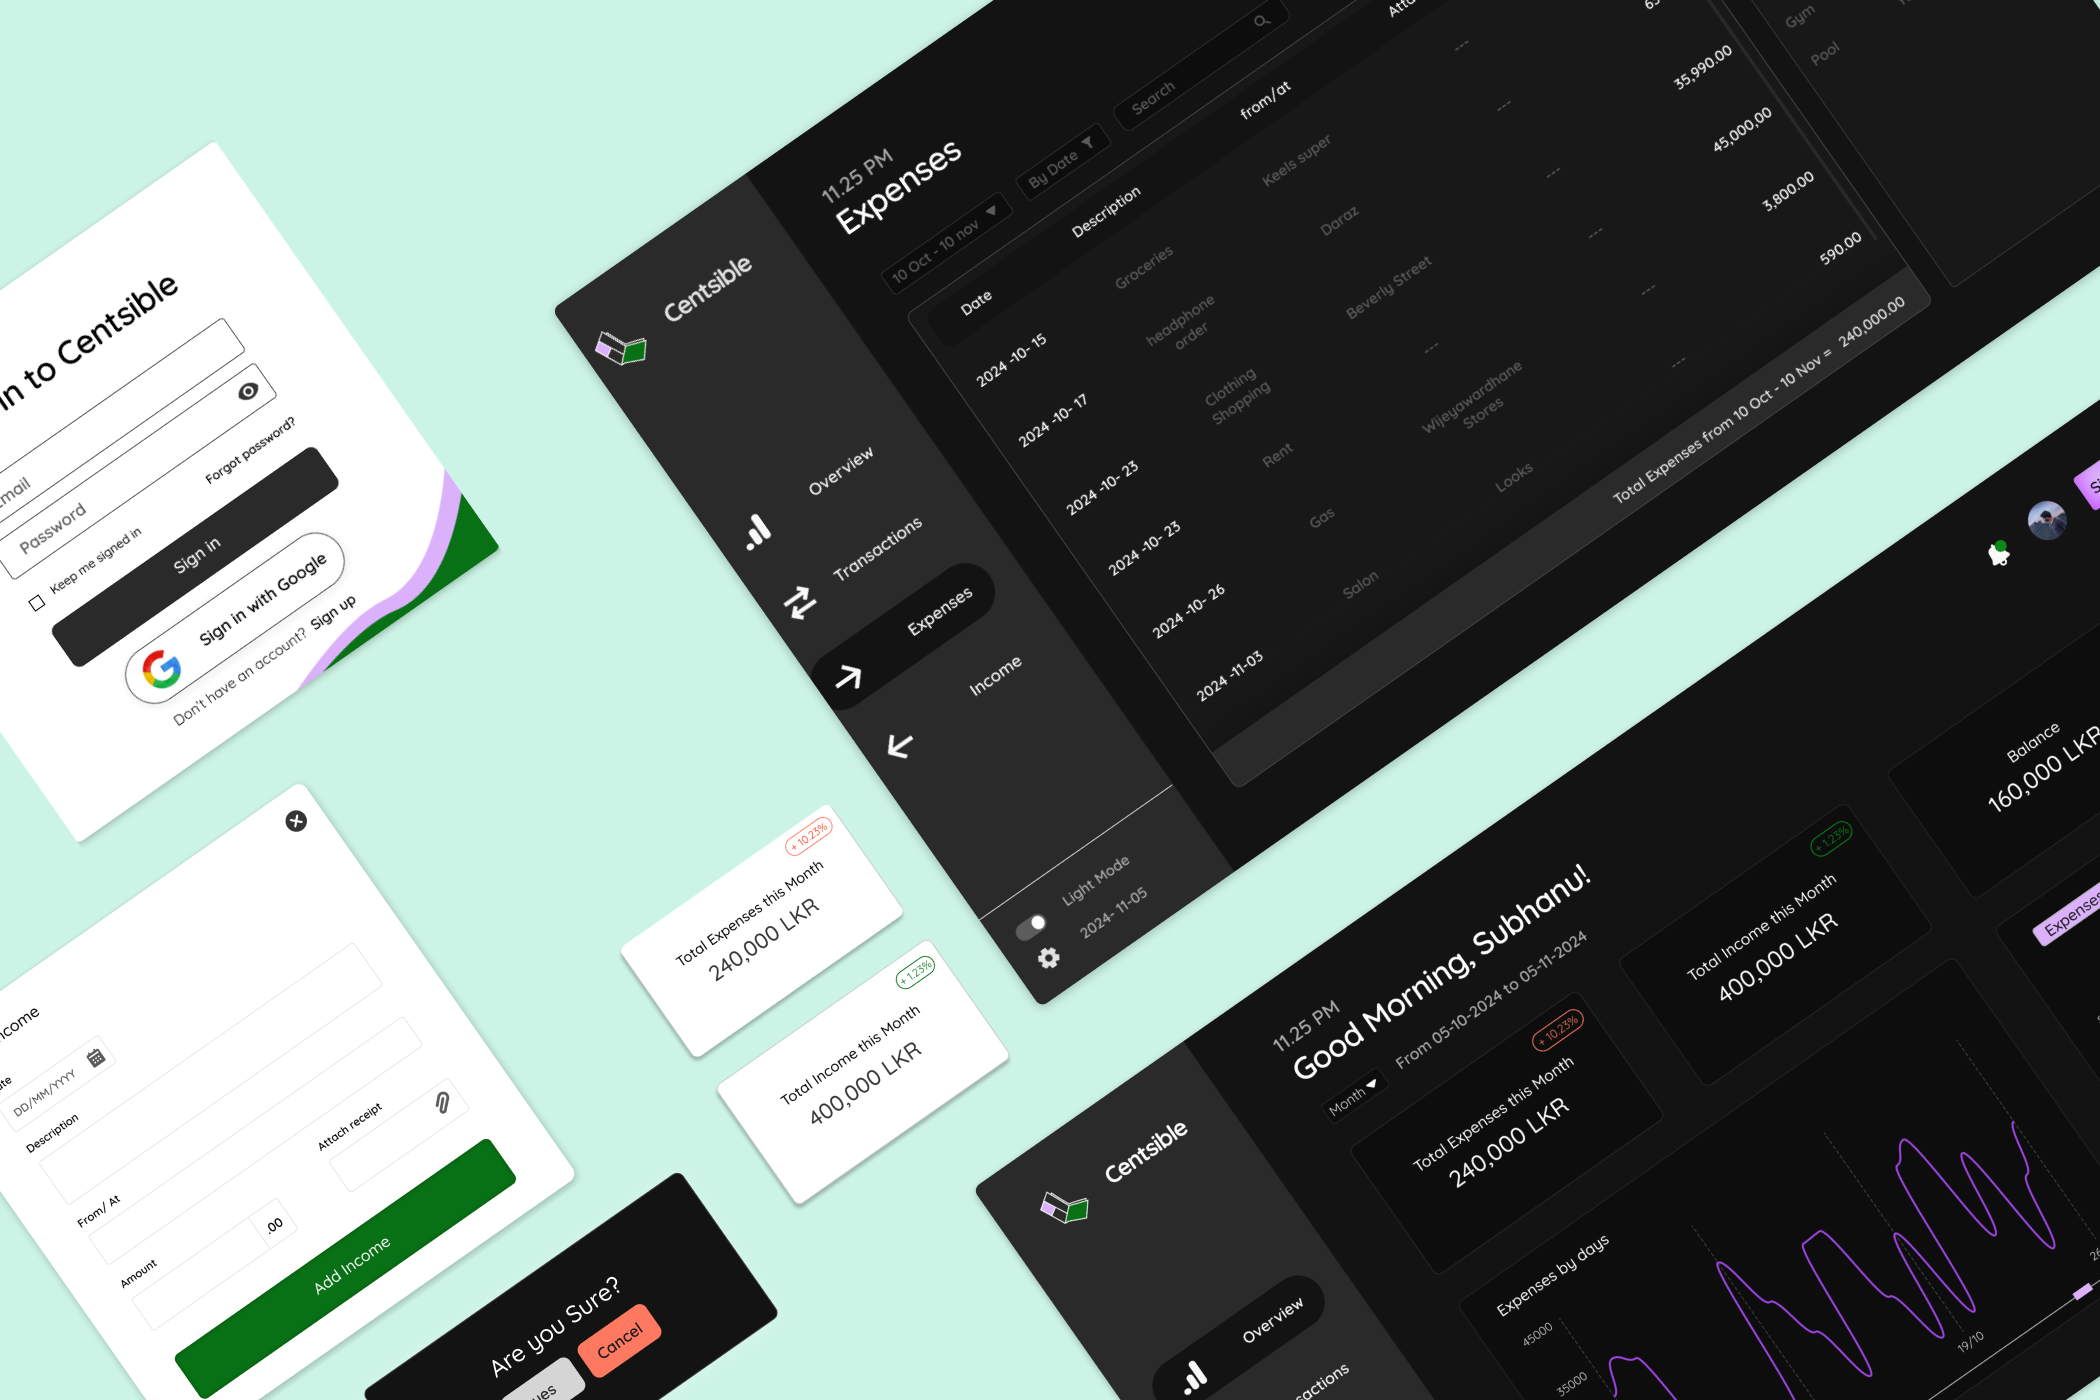 in to Centsible
Email
Password
Forgot password?
Keep me signed in
Sign in
Sign in with Google
Don't have an account? Sign up
DD/MM/YYYY
Description
From/ At
Amount
.00
Attach receipt
Add Income
Are you Sure?
Cancel
+ 10.23%
Total Expenses this Month
240,000 LKR
+ 1.23%
Total Income this Month
400,000 LKR
Centsible
Overview
Transactions
Expenses
Income
Light Mode
2024- 11-05
11.25 PM
Expenses
10 Oct - 10 nov
By Date
Search
Date
Description
from/at
2024 -10- 15
Groceries
Keels super
---
2024 -10- 17
headphone
order
Daraz
---
35,990.00
2024 -10- 23
Clothing
Shopping
Beverly Street
---
45,000,00
2024 -10- 23
Rent
---
---
3,800.00
2024 -10- 26
Gas
Wijeyawardhane
Stores
---
590.00
2024 -11-03
Salon
Looks
---
Total Expenses from 10 Oct - 10 Nov = 240,000.00
Gym
Pool
Centsible
Overview
11.25 PM
Good Morning, Subhanu!
Month
From 05-10-2024 to 05-11-2024
+ 10.23%
Total Expenses this Month
240,000 LKR
+ 1.23%
Total Income this Month
400,000 LKR
Balance
160,000 LKR
Expenses
Expenses by days
45000
35000
19/10